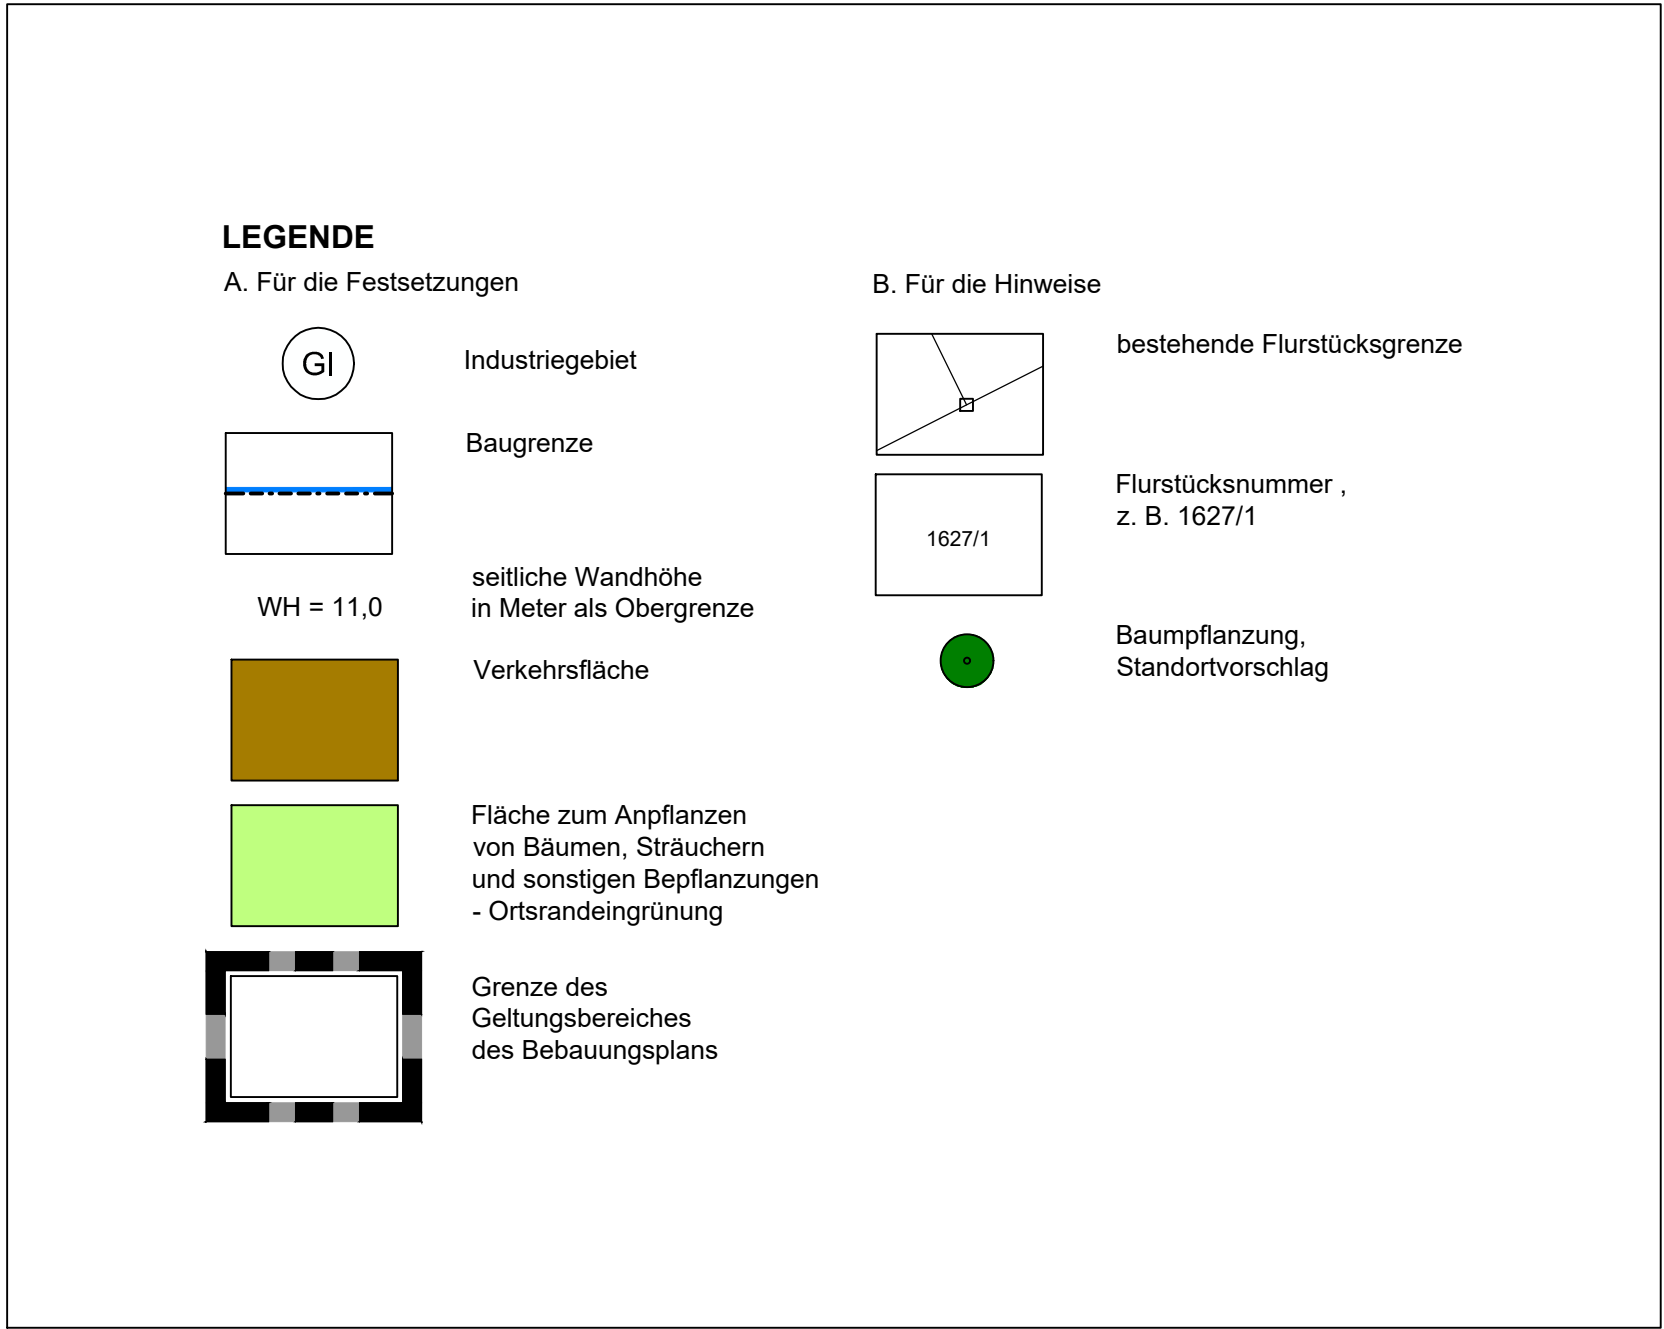 LEGENDE
A. Für die Festsetzungen
GI
Industriegebiet
Baugrenze
WH = 11,0
seitliche Wandhöhe
in Meter als Obergrenze
Verkehrsfläche
Fläche zum Anpflanzen
von Bäumen, Sträuchern
und sonstigen Bepflanzungen
- Ortsrandeingrünung
Grenze des
Geltungsbereiches
des Bebauungsplans
B. Für die Hinweise
bestehende Flurstücksgrenze
1627/1
Flurstücksnummer ,
z. B. 1627/1
Baumpflanzung,
Standortvorschlag